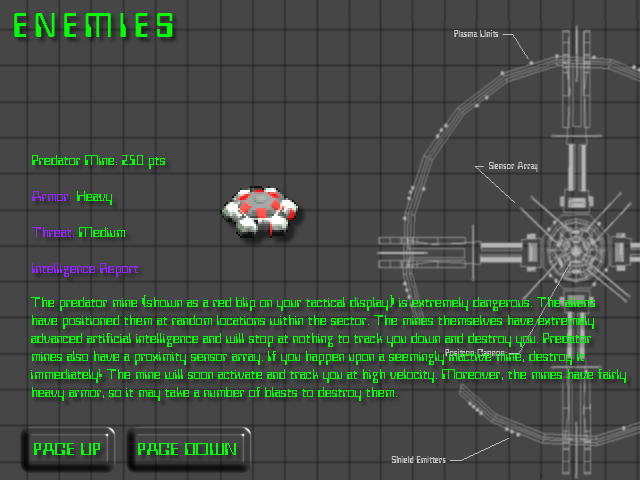 ENEMIES
Plasma Units
Sensor Array
Predator Mine: 250 pts
Armor: Heavy
Threat: Medium
Intelligence Report
The predator mine (shown as a red blip on your tactical display) is extremely dangerous. The aliens
have positioned them at random locations within the sector. The mines themselves have extremely
advanced artificial intelligence and will stop at nothing to track you down and destroy you. Predator
mines also have a proximity sensor array. If you happen upon a seemingly inactive mine, destroy it
immediately! The mine will soon activate and track you at high velocity. Moreover, the mines have fairly
heavy armor, so it may take a number of blasts to destroy them.
PAGE UP
PAGE DOWN
Shield Emitters